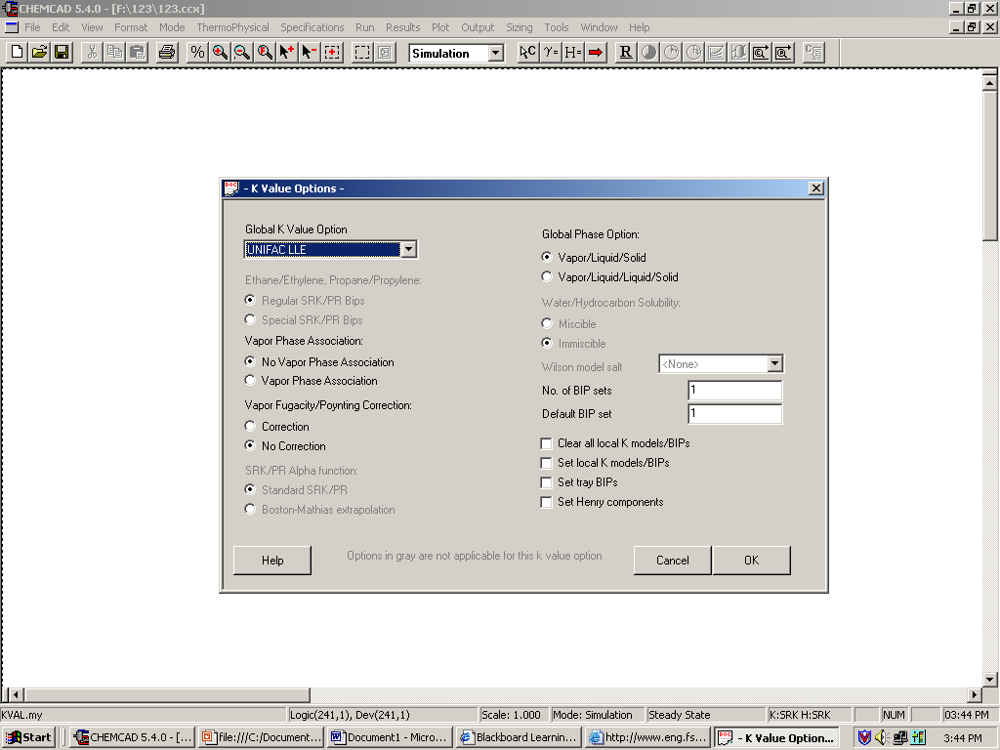 CHEMCAD 5.4.0 - [F:\123\123.ccx]
File Edit View Format Mode ThermoPhysical Specifications Run Results Plot Output Sizing Tools Window Help
% Simulation C γ= H= R
- K Value Options -
Global K Value Option
UNIFAC LLE
Ethane/Ethylene, Propane/Propylene:
Regular SRK/PR Bips
Special SRK/PR Bips
Vapor Phase Association:
No Vapor Phase Association
Vapor Phase Association
Vapor Fugacity/Poynting Correction:
Correction
No Correction
SRK/PR Alpha function:
Standard SRK/PR
Boston-Mathias extrapolation
Global Phase Option:
Vapor/Liquid/Solid
Vapor/Liquid/Liquid/Solid
Water/Hydrocarbon Solubility:
Miscible
Immiscible
Wilson model salt <None>
No. of BIP sets 1
Default BIP set 1
Clear all local K models/BIPs
Set local K models/BIPs
Set tray BIPs
Set Henry components
Help Options in gray are not applicable for this k value option Cancel OK
KVAL.my Logic(241,1), Dev(241,1) Scale: 1.000 Mode: Simulation Steady State K:SRK H:SRK NUM 03:44 PM
Start CHEMCAD 5.4.0 - [... file:///C:/Document... Document1 - Micro... Blackboard Learnin... http://www.eng.fs... - K Value Option... 3:44 PM